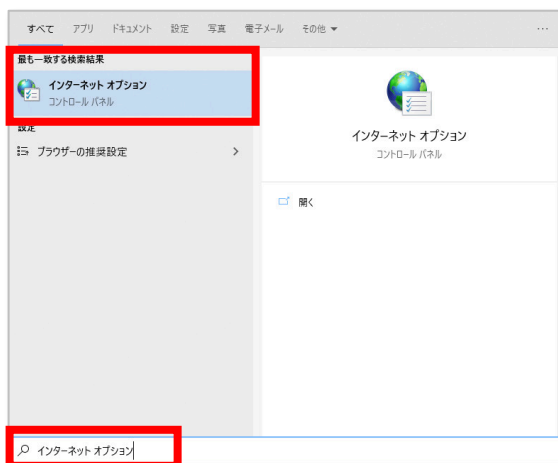 すべて アプリ ドキュメント 設定 写真 電子メール その他 ▼ …
最も一致する検索結果
インターネット オプション
コントロール パネル
設定
ブラウザーの推奨設定 >
インターネット オプション
コントロール パネル
開く
インターネット オプション